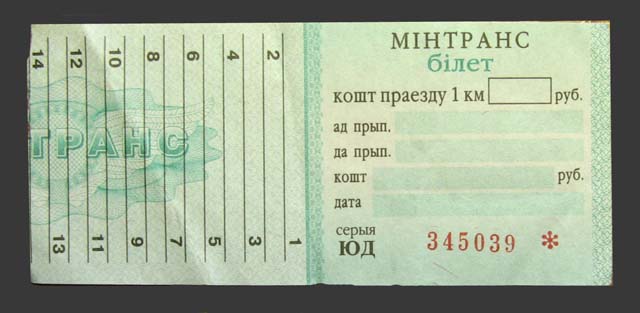 14 12 10 8 6 4 2
ТРАНС
13 11 9 7 5 3 1
МІНТРАНС
білет
кошт праезду 1 км руб.
ад прып.
да прып.
кошт руб.
дата
серыя
ЮД 345039 *